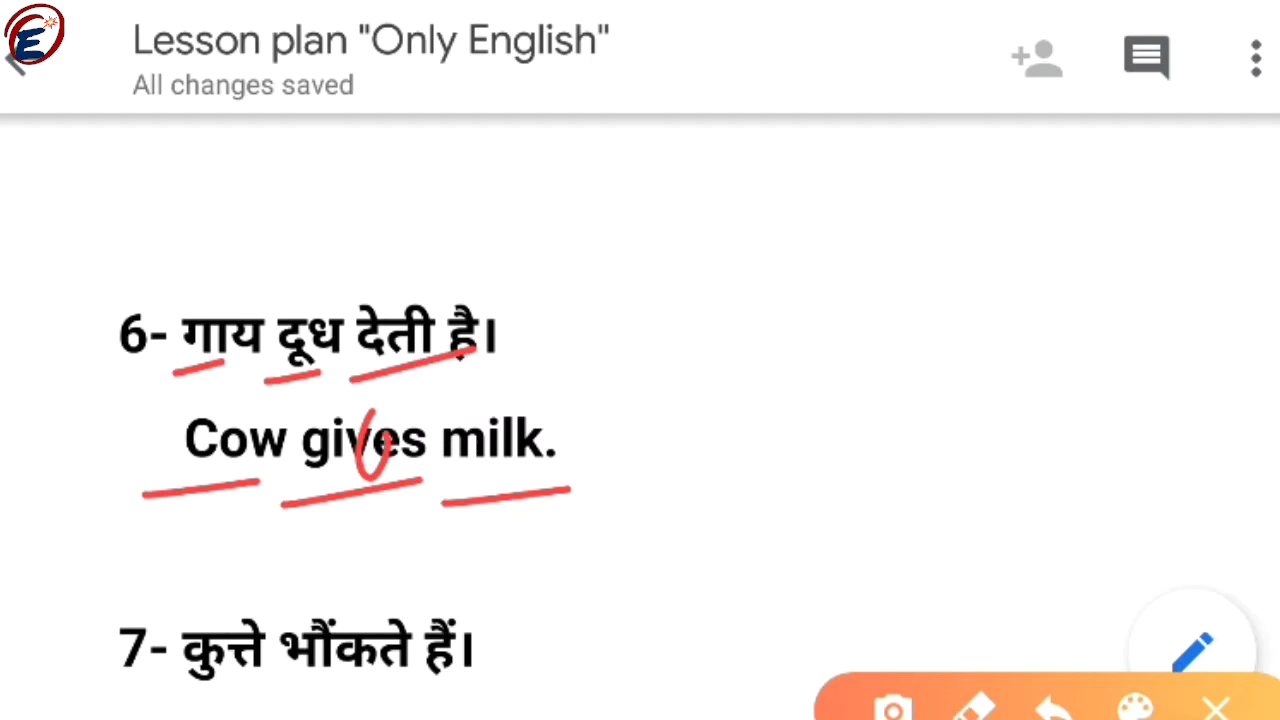 E
Lesson plan "Only English"
All changes saved
6- गाय दूध देती है।
Cow gives milk.
7- कुत्ते भौंकते हैं।